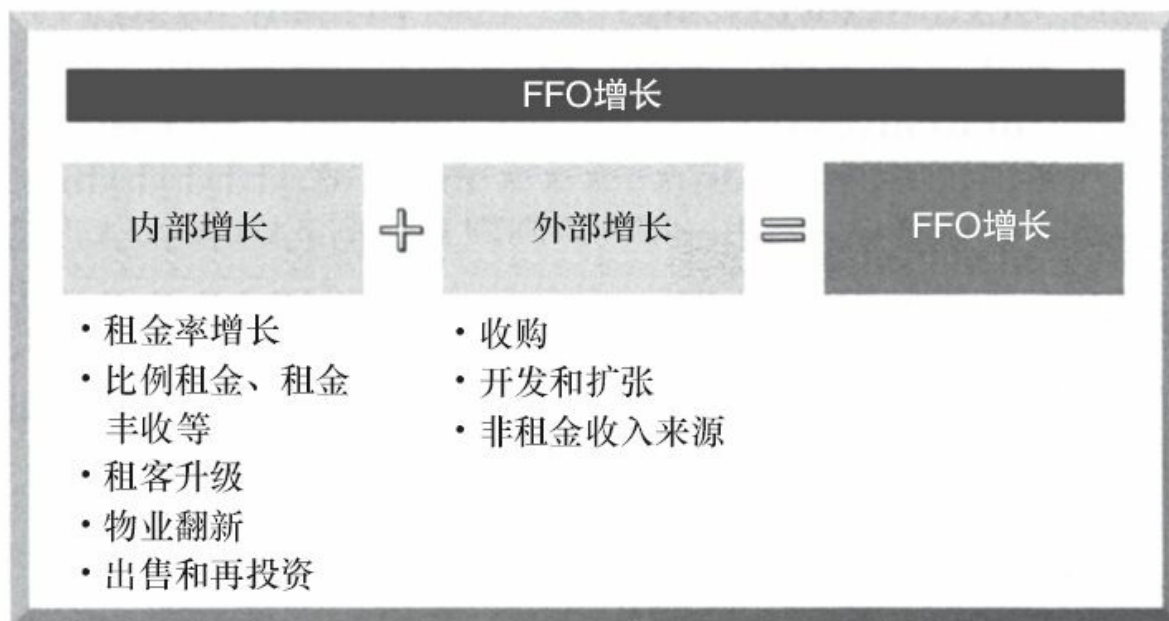 FFO增长
内部增长
+
外部增长
=
FFO增长
・租金率增长
・比例租金、租金
丰收等
・租客升级
・物业翻新
・出售和再投资
・收购
・开发和扩张
・非租金收入来源